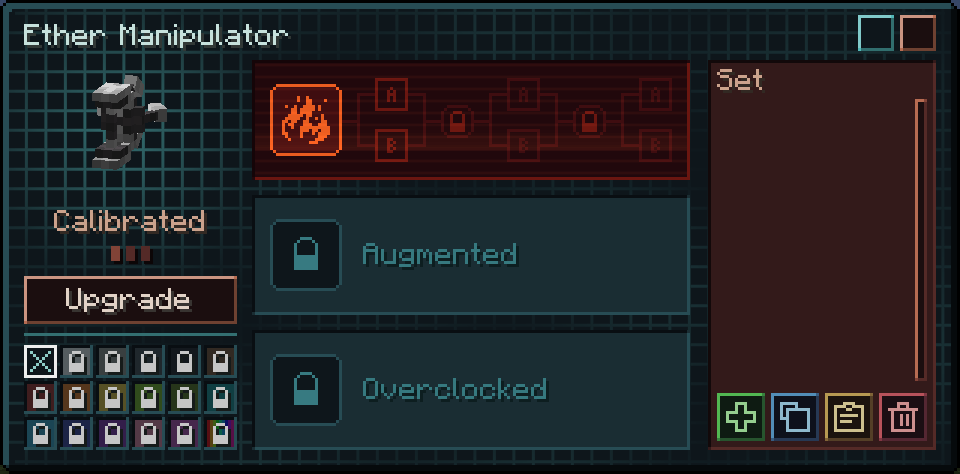 Ether Manipulator
Set
A
A
A
B
B
B
Calibrated
Upgrade
Augmented
Overclocked